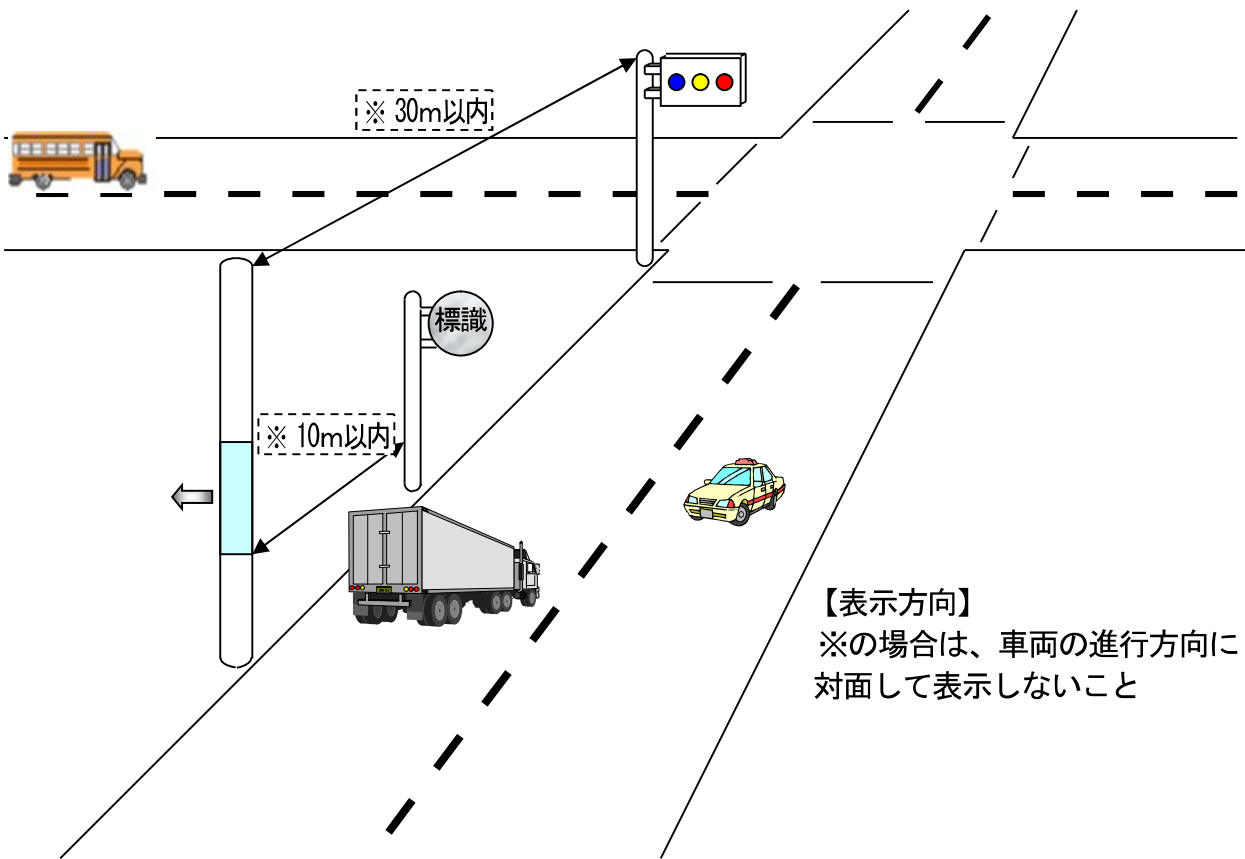 ※ 30m以内
標識
※ 10m以内
【表示方向】
※の場合は、車両の進行方向に
対面して表示しないこと